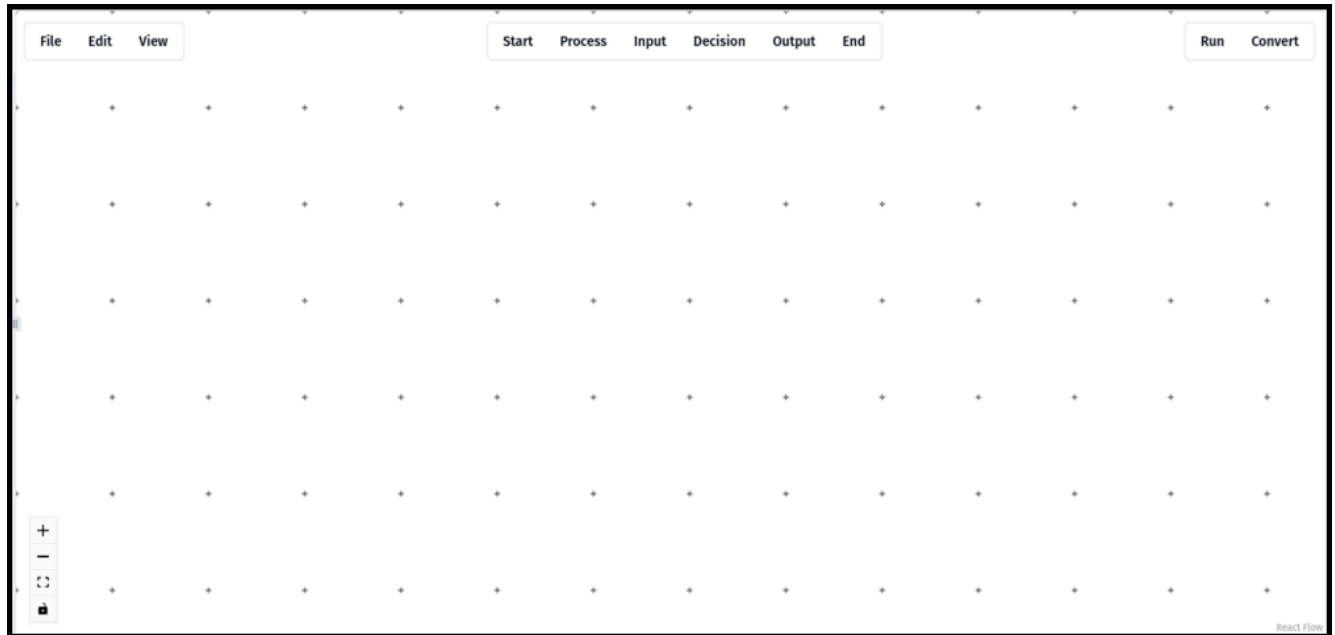 File Edit View Start Process Input Decision Output End Run Convert
React Flow